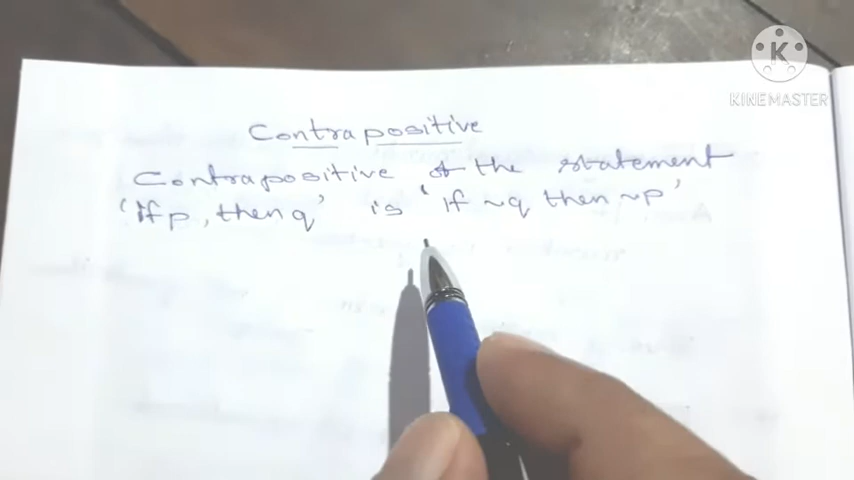 Contrapositive
Contrapositive of the statement
'If p, then q' is 'if ~q then ~p'
K
KINEMASTER